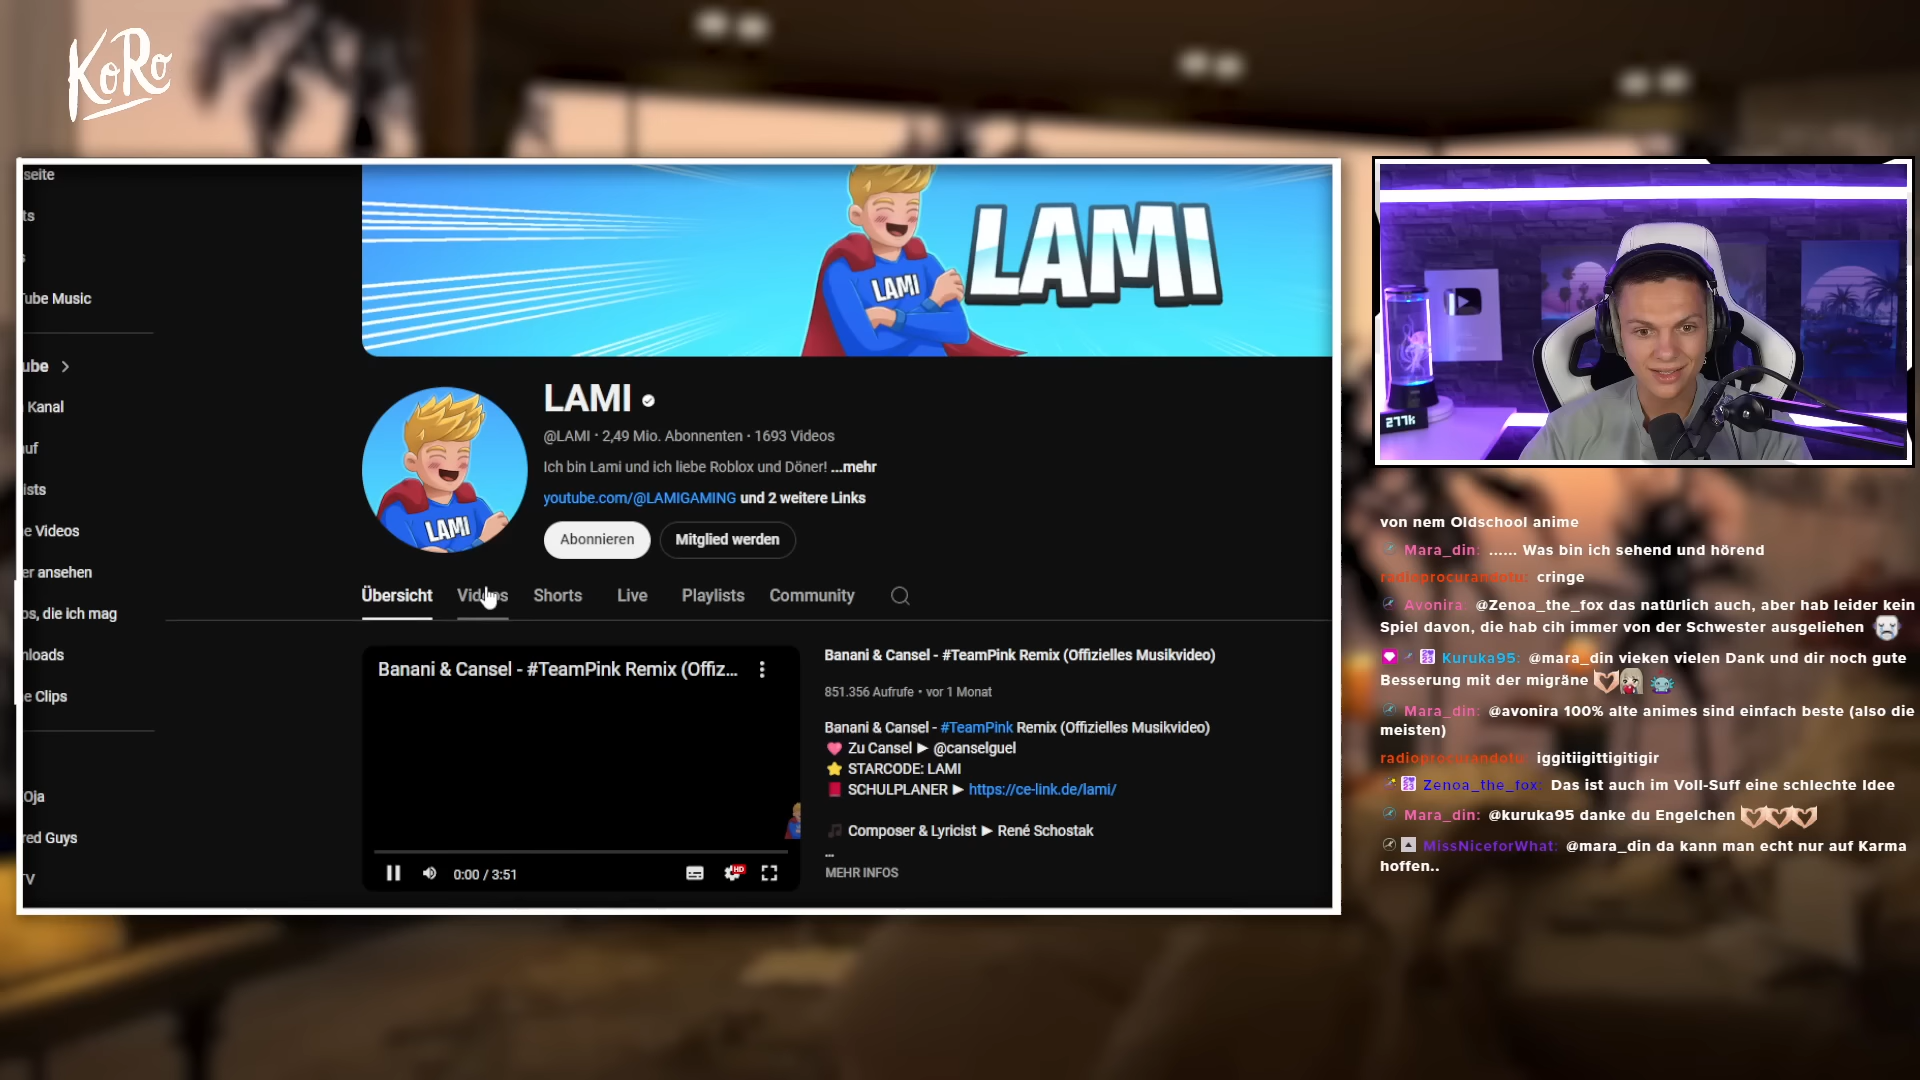 KoRo
seite
ts
s
ube Music
ube
Kanal
uf
ists
e Videos
er ansehen
os, die ich mag
nloads
e Clips
Oja
red Guys
TV
LAMI
LAMI
LAMI
LAMI
@LAMI · 2,49 Mio. Abonnenten · 1693 Videos
Ich bin Lami und ich liebe Roblox und Döner! ...mehr
youtube.com/@LAMIGAMING und 2 weitere Links
Abonnieren
Mitglied werden
Übersicht Videos Shorts Live Playlists Community
Banani & Cansel - #TeamPink Remix (Offiz...
0:00 / 3:51
HD
Banani & Cansel - #TeamPink Remix (Offizielles Musikvideo)
851.356 Aufrufe • vor 1 Monat
Banani & Cansel - #TeamPink Remix (Offizielles Musikvideo)
Zu Cansel ► @canselguel
STARCODE: LAMI
SCHULPLANER ► https://ce-link.de/lami/
Composer & Lyricist ► René Schostak
...
MEHR INFOS
277k
von nem Oldschool anime
Mara_din: ...... Was bin ich sehend und hörend
radioprocurandotu: cringe
Avonira: @Zenoa_the_fox das natürlich auch, aber hab leider kein
Spiel davon, die hab cih immer von der Schwester ausgeliehen
Kuruka95: @mara_din vieken vielen Dank und dir noch gute
Besserung mit der migräne
Mara_din: @avonira 100% alte animes sind einfach beste (also die
meisten)
radioprocurandotu: iggitiigittigitigir
Zenoa_the_fox: Das ist auch im Voll-Suff eine schlechte Idee
Mara_din: @kuruka95 danke du Engelchen
MissNiceforWhat: @mara_din da kann man echt nur auf Karma
hoffen..